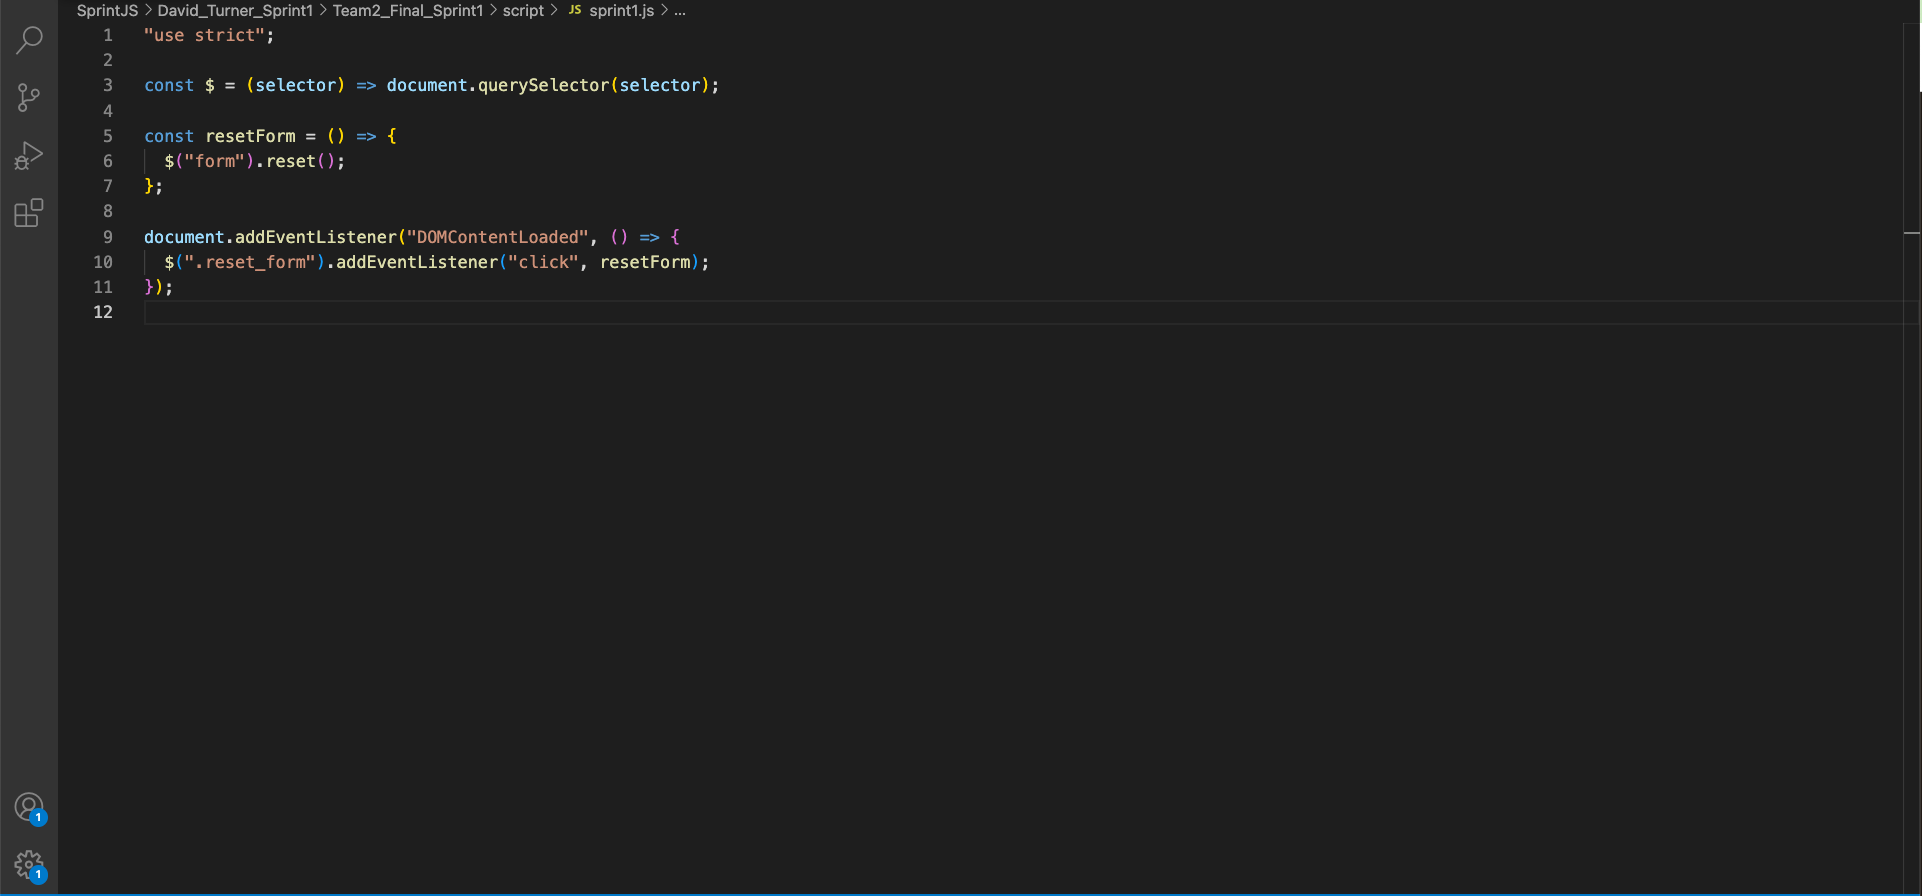 SprintJS > David_Turner_Sprint1 > Team2_Final_Sprint1 > script > JS sprint1.js > ...
1 "use strict";
2
3 const $ = (selector) => document.querySelector(selector);
4
5 const resetForm = () => {
6   $("form").reset();
7 };
8
9 document.addEventListener("DOMContentLoaded", () => {
10   $(".reset_form").addEventListener("click", resetForm);
11 });
12
1
1